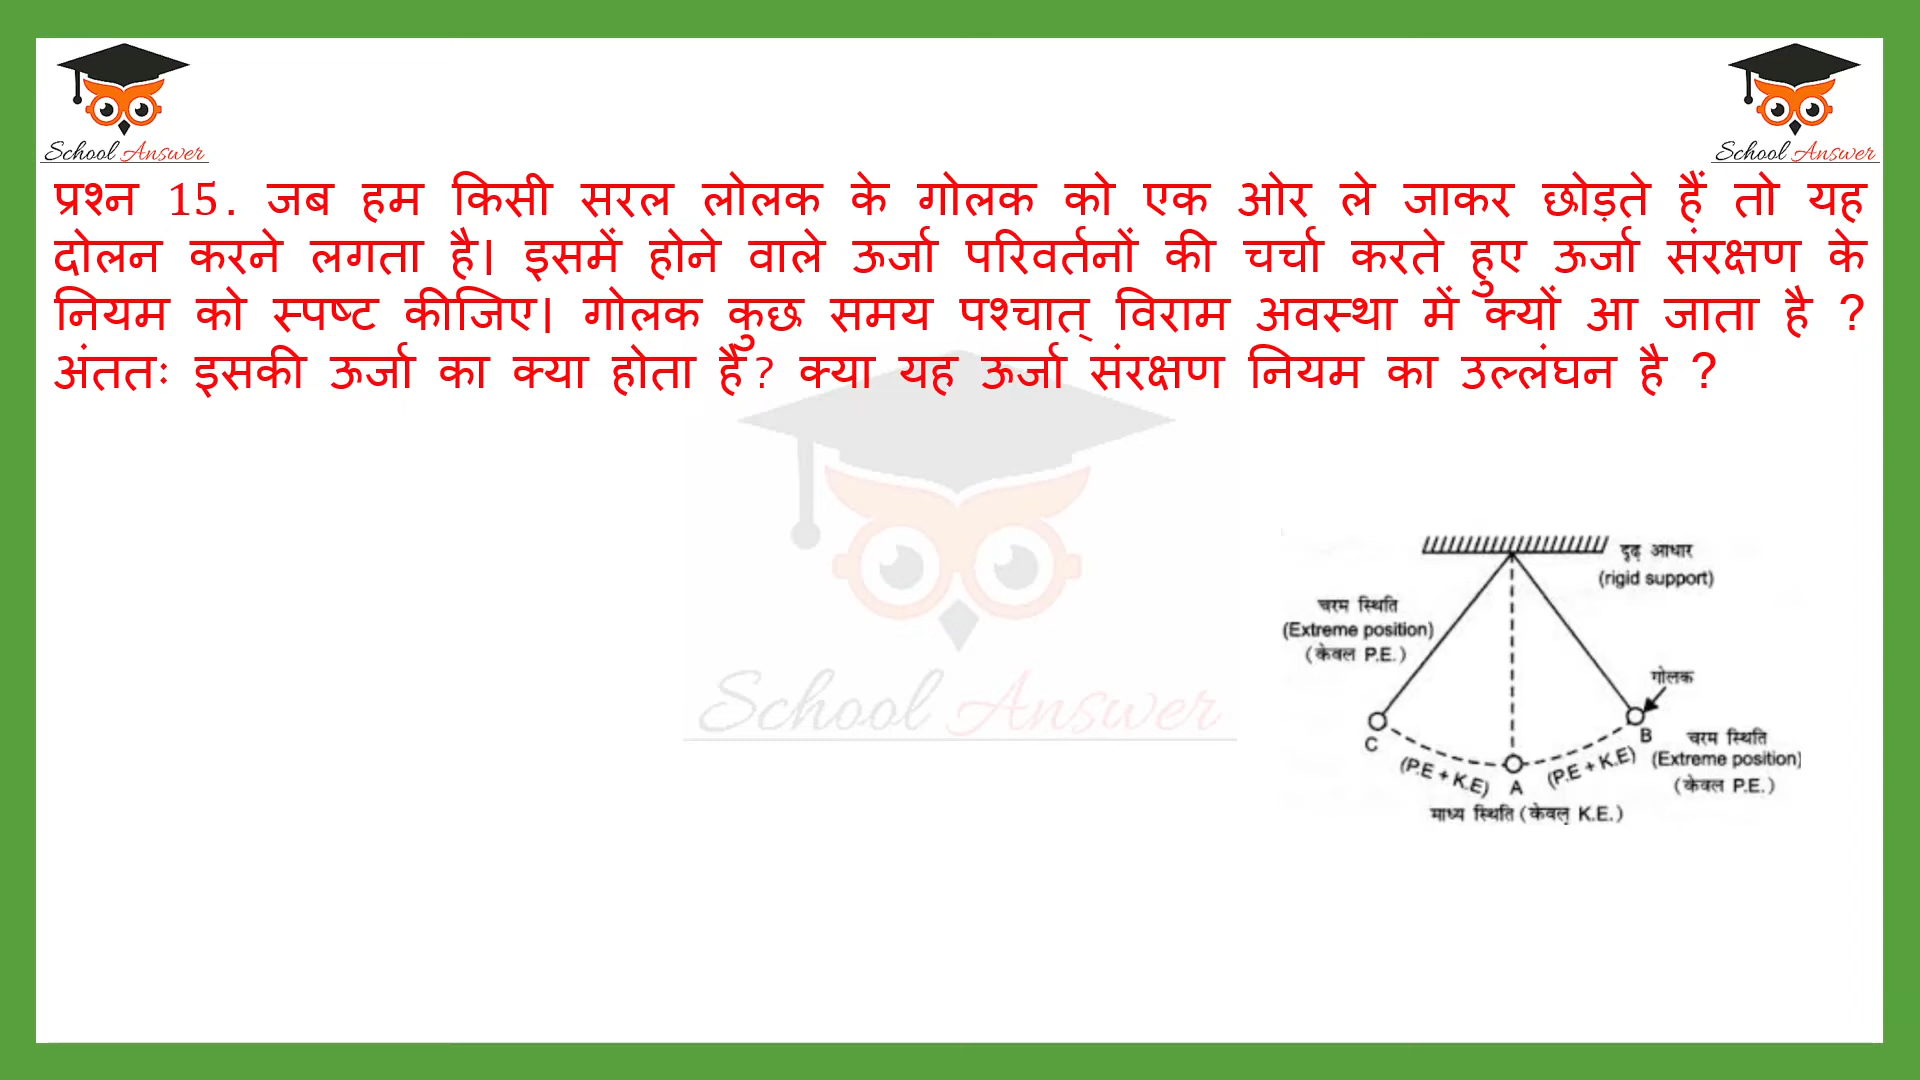 School Answer
School Answer
प्रश्न 15. जब हम किसी सरल लोलक के गोलक को एक ओर ले जाकर छोड़ते हैं तो यह
दोलन करने लगता है। इसमें होने वाले ऊर्जा परिवर्तनों की चर्चा करते हुए ऊर्जा संरक्षण के
नियम को स्पष्ट कीजिए। गोलक कुछ समय पश्चात् विराम अवस्था में क्यों आ जाता है ?
अंततः इसकी ऊर्जा का क्या होता है? क्या यह ऊर्जा संरक्षण नियम का उल्लंघन है ?
School Answer
दृढ़ आधार
(rigid support)
चरम स्थिति
(Extreme position)
(केवल P.E.)
गोलक
C
B
(P.E + K.E)
A
(P.E + K.E)
चरम स्थिति
(Extreme position)
(केवल P.E.)
माध्य स्थिति (केवल K.E.)